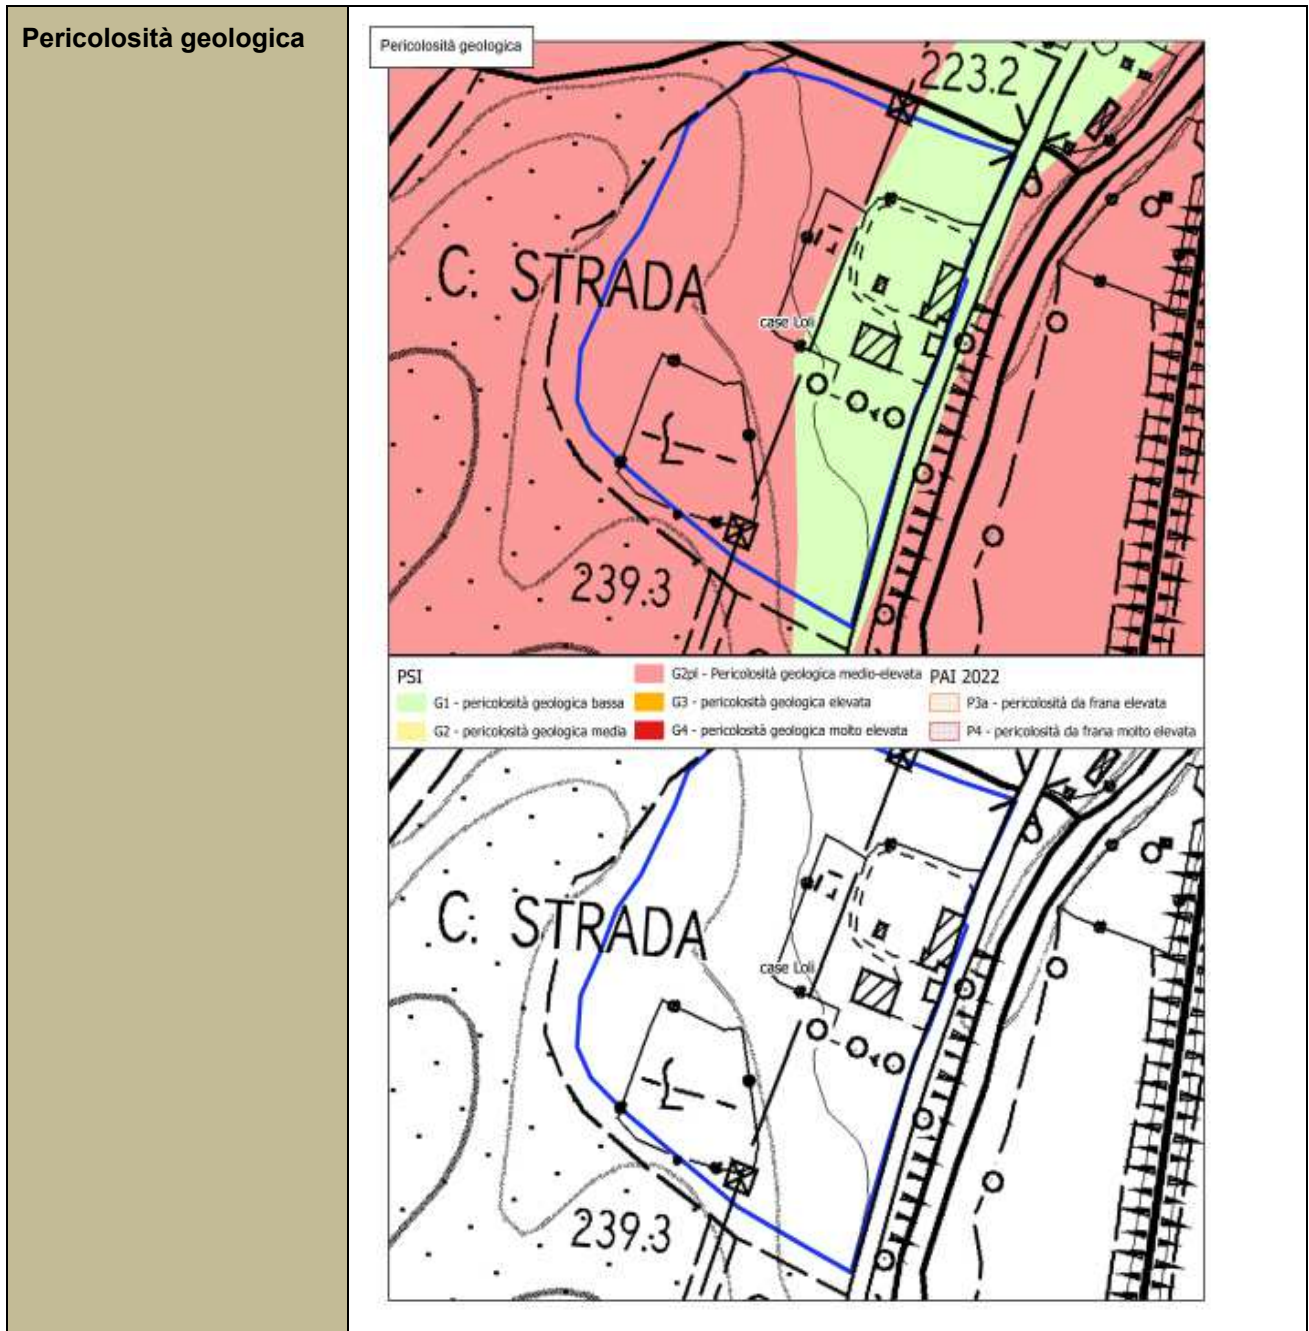 Pericolosità geologica
Pericolosità geologica
223.2
C. STRADA
case Loli
239.3
PSI
G1 - pericolosità geologica bassa
G2 - pericolosità geologica media
G2pl - Pericolosità geologica medio-elevata
G3 - pericolosità geologica elevata
G4 - pericolosità geologica molto elevata
PAI 2022
P3a - pericolosità da frana elevata
P4 - pericolosità da frana molto elevata
C. STRADA
case Loli
239.3